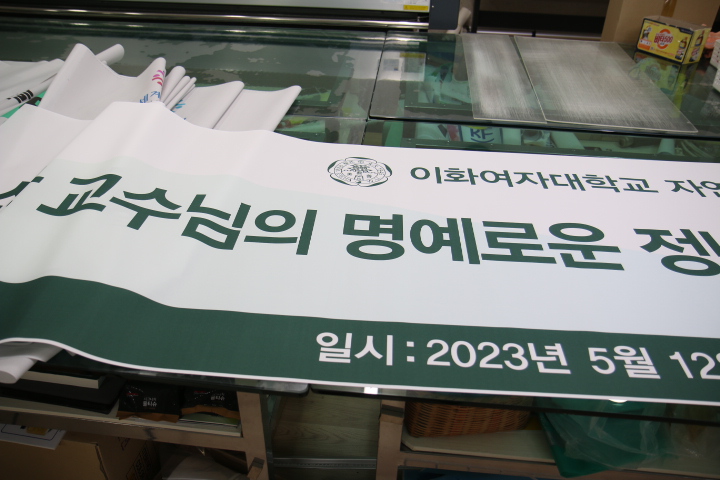 이화여자대학교
교수님의 명예로운
일시 : 2023년 5월 12